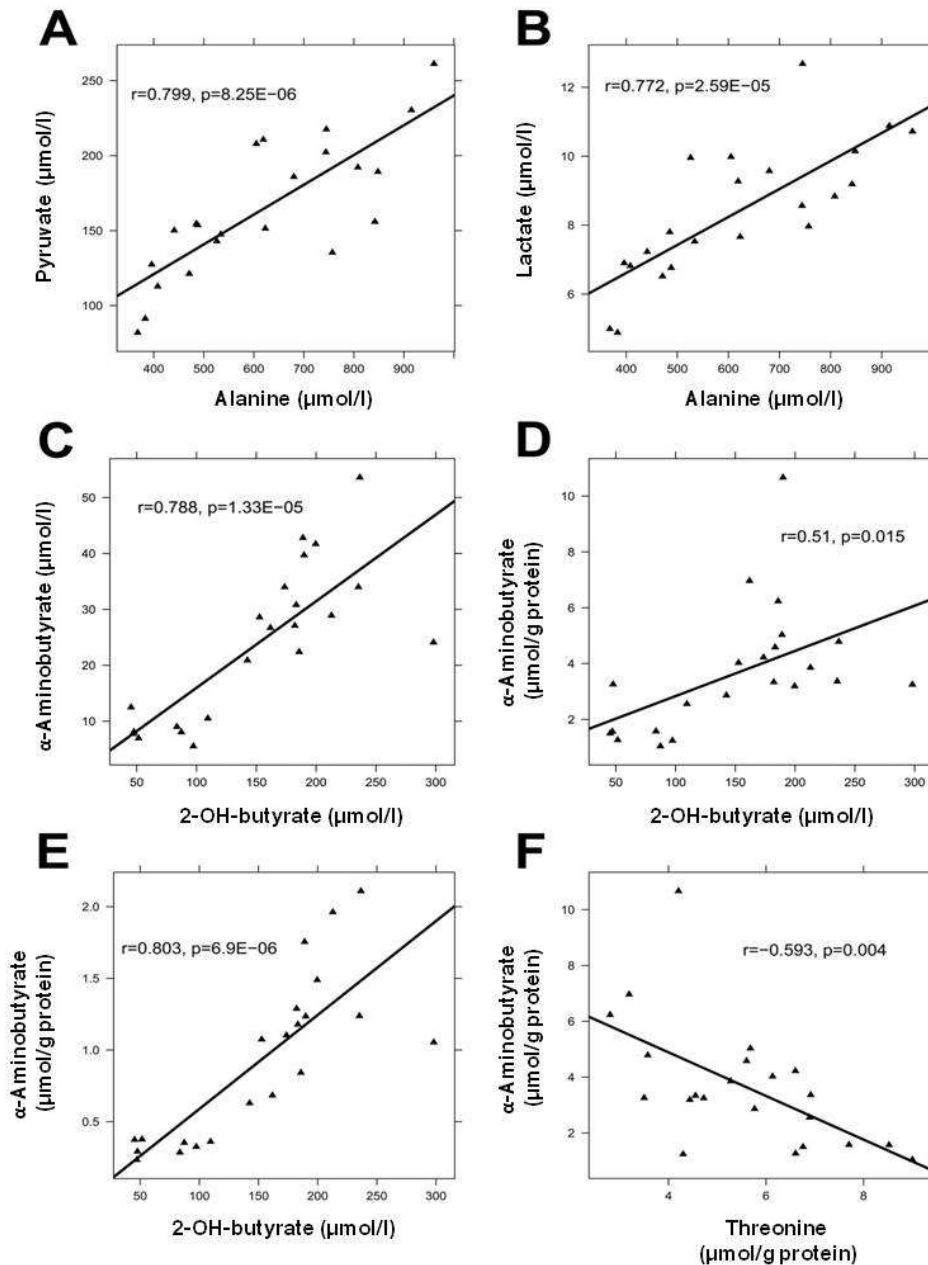 A
r=0.799, p=8.25E−06
Pyruvate (µmol/l)
250
200
150
100
400 500 600 700 800 900
Alanine (µmol/l)
B
r=0.772, p=2.59E−05
Lactate (µmol/l)
12
10
8
6
400 500 600 700 800 900
Alanine (µmol/l)
C
r=0.788, p=1.33E−05
α-Aminobutyrate (µmol/l)
50
40
30
20
10
50 100 150 200 250 300
2-OH-butyrate (µmol/l)
D
r=0.51, p=0.015
α-Aminobutyrate
(µmol/g protein)
10
8
6
4
2
50 100 150 200 250 300
2-OH-butyrate (µmol/l)
E
r=0.803, p=6.9E−06
α-Aminobutyrate
(µmol/g protein)
2.0
1.5
1.0
0.5
50 100 150 200 250 300
2-OH-butyrate (µmol/l)
F
r=−0.593, p=0.004
α-Aminobutyrate
(µmol/g protein)
10
8
6
4
2
4 6 8
Threonine
(µmol/g protein)